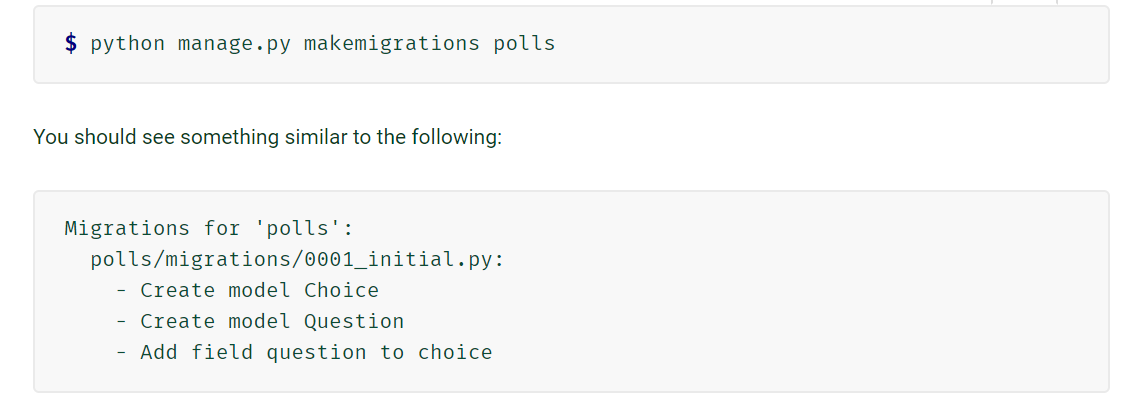 $ python manage.py makemigrations polls
You should see something similar to the following:
Migrations for 'polls':
polls/migrations/0001_initial.py:
- Create model Choice
- Create model Question
- Add field question to choice